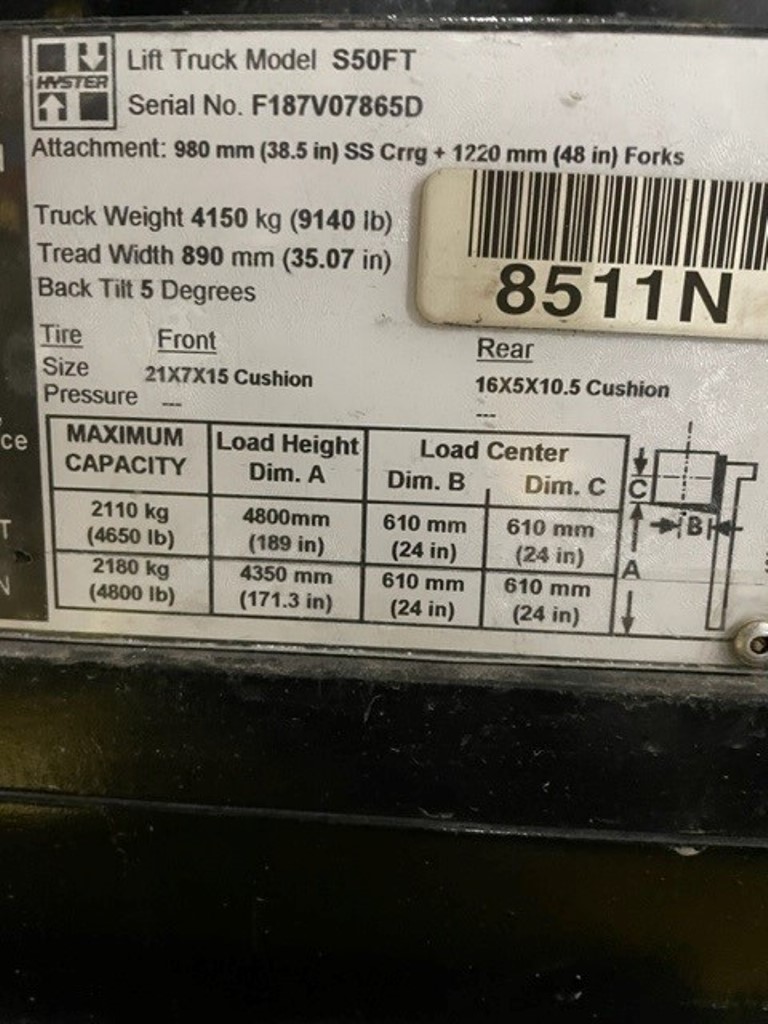 HYSTER
Lift Truck Model S50FT
Serial No. F187V07865D
Attachment: 980 mm (38.5 in) SS Crrg + 1220 mm (48 in) Forks
Truck Weight 4150 kg (9140 lb)
Tread Width 890 mm (35.07 in)
Back Tilt 5 Degrees
8511N
Tire Front Rear
Size 21X7X15 Cushion 16X5X10.5 Cushion
Pressure --- ---
MAXIMUM CAPACITY Load Height Dim. A Load Center Dim. B Dim. C
2110 kg (4650 lb) 4800mm (189 in) 610 mm (24 in) 610 mm (24 in)
2180 kg (4800 lb) 4350 mm (171.3 in) 610 mm (24 in) 610 mm (24 in)
C
B
A
ce
T
N